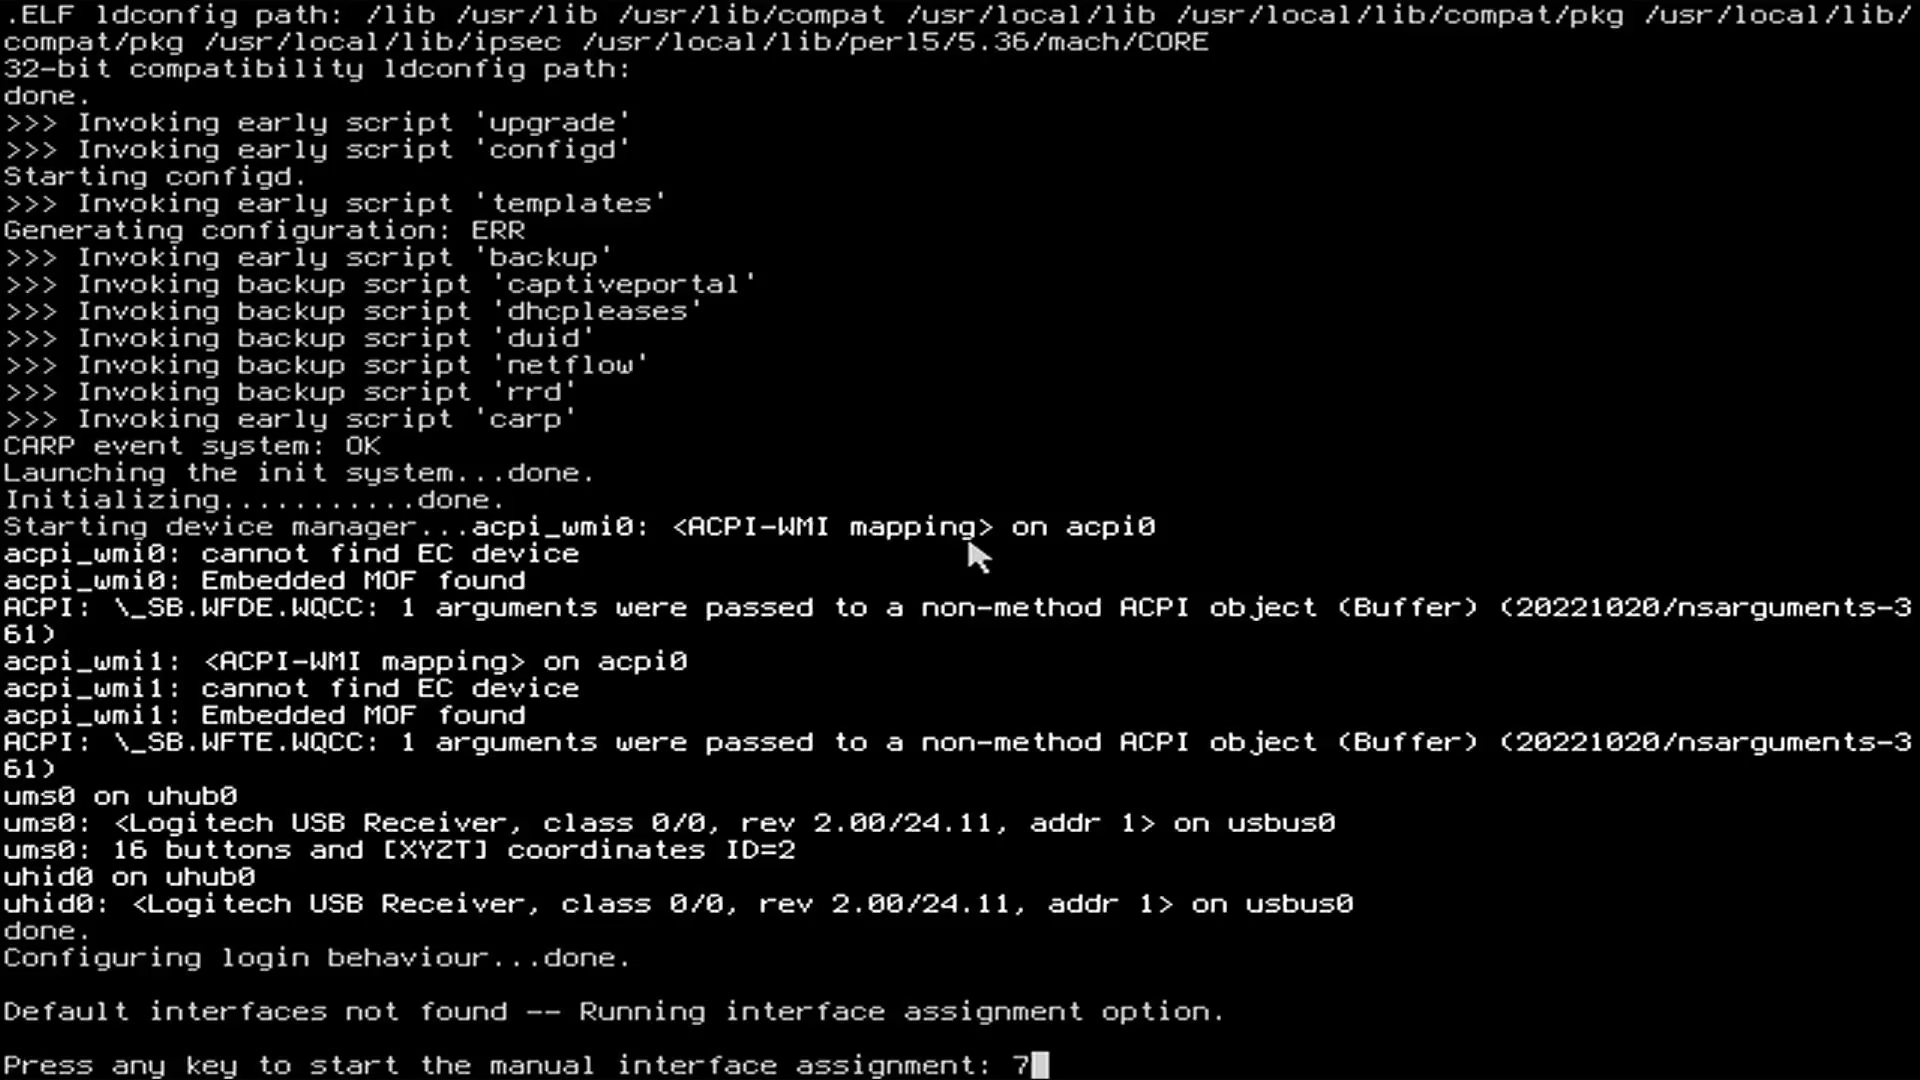 .ELF ldconfig path: /lib /usr/lib /usr/lib/compat /usr/local/lib /usr/local/lib/compat/pkg /usr/local/lib/
compat/pkg /usr/local/lib/ipsec /usr/local/lib/perl5/5.36/mach/CORE
32-bit compatibility ldconfig path:
done.
>>> Invoking early script 'upgrade'
>>> Invoking early script 'configd'
Starting configd.
>>> Invoking early script 'templates'
Generating configuration: ERR
>>> Invoking early script 'backup'
>>> Invoking backup script 'captiveportal'
>>> Invoking backup script 'dhcpleases'
>>> Invoking backup script 'duid'
>>> Invoking backup script 'netflow'
>>> Invoking backup script 'rrd'
>>> Invoking early script 'carp'
CARP event system: OK
Launching the init system...done.
Initializing...........done.
Starting device manager...acpi_wmi0: <ACPI-WMI mapping> on acpi0
acpi_wmi0: cannot find EC device
acpi_wmi0: Embedded MOF found
ACPI: \_SB.WFDE.WQCC: 1 arguments were passed to a non-method ACPI object (Buffer) (20221020/nsarguments-3
61)
acpi_wmi1: <ACPI-WMI mapping> on acpi0
acpi_wmi1: cannot find EC device
acpi_wmi1: Embedded MOF found
ACPI: \_SB.WFTE.WQCC: 1 arguments were passed to a non-method ACPI object (Buffer) (20221020/nsarguments-3
61)
ums0 on uhub0
ums0: <Logitech USB Receiver, class 0/0, rev 2.00/24.11, addr 1> on usbus0
ums0: 16 buttons and [XYZT] coordinates ID=2
uhid0 on uhub0
uhid0: <Logitech USB Receiver, class 0/0, rev 2.00/24.11, addr 1> on usbus0
done.
Configuring login behaviour...done.
Default interfaces not found -- Running interface assignment option.
Press any key to start the manual interface assignment: 7